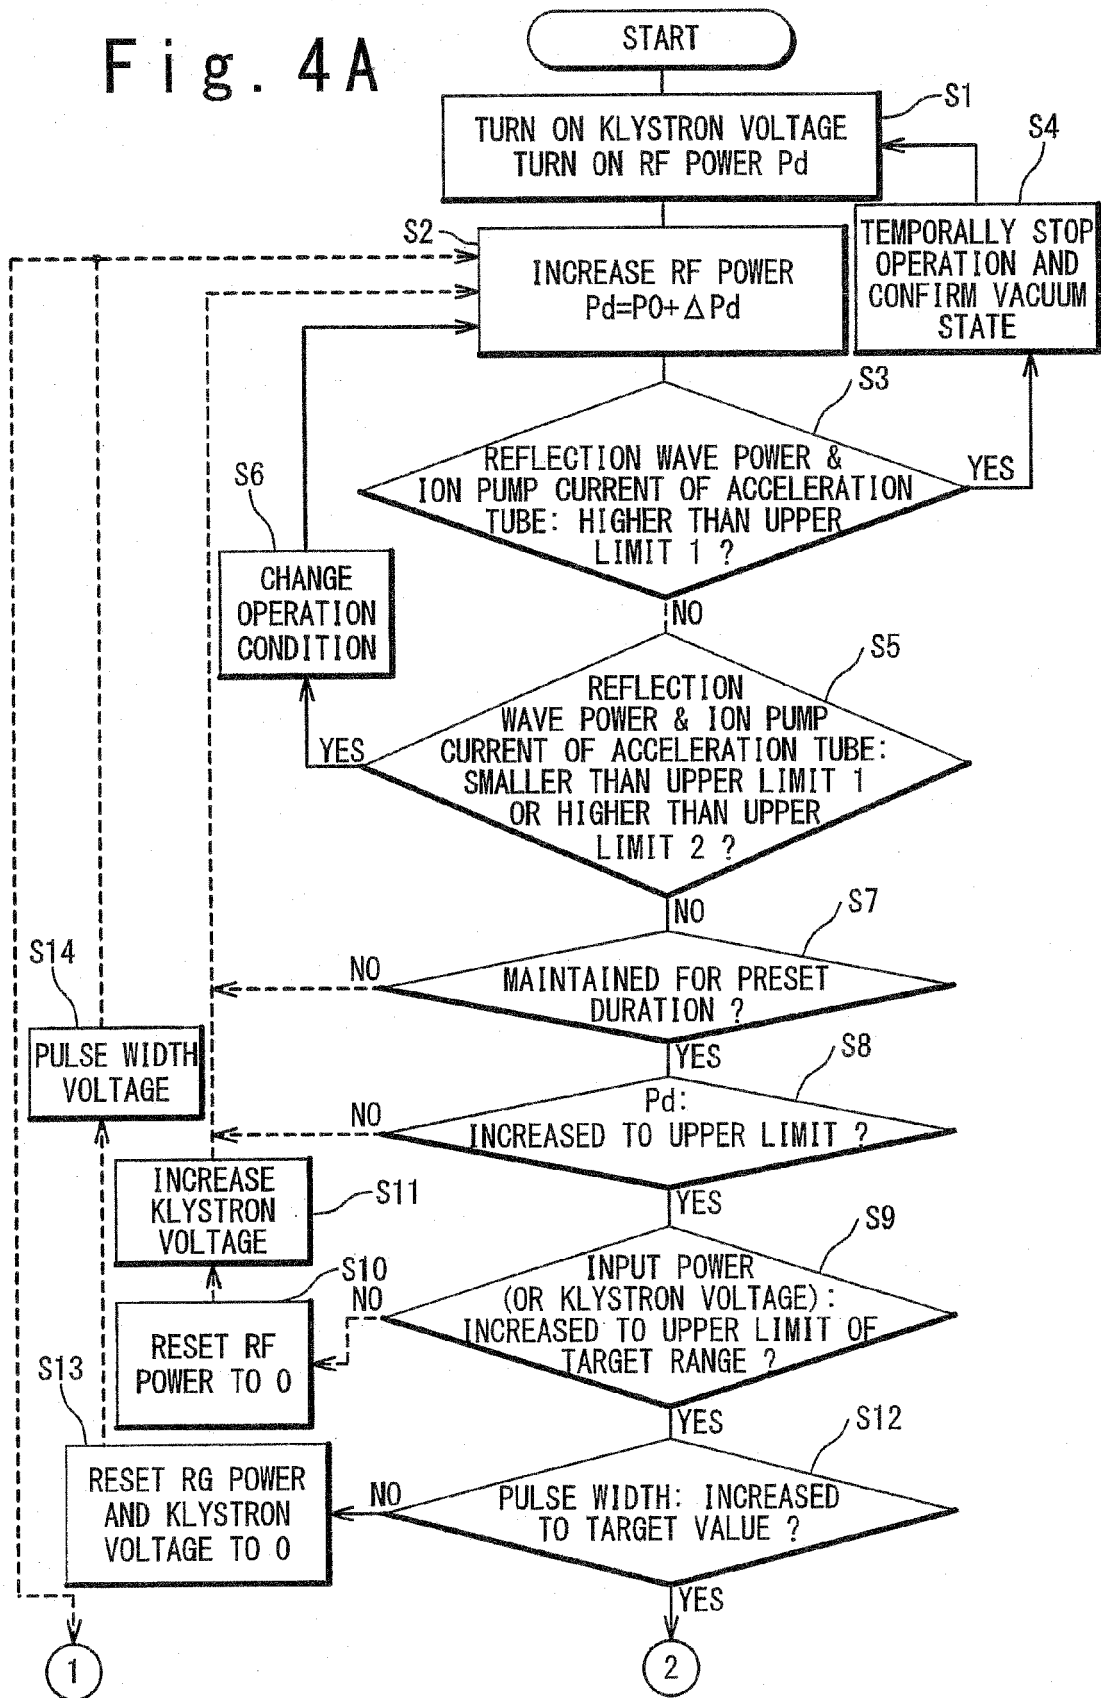 Fig. 4A
START
S1
TURN ON KLYSTRON VOLTAGE
TURN ON RF POWER Pd
S4
TEMPORALLY STOP
OPERATION AND
CONFIRM VACUUM
STATE
S2
INCREASE RF POWER
Pd=P0+ΔPd
S3
REFLECTION WAVE POWER &
ION PUMP CURRENT OF ACCELERATION
TUBE: HIGHER THAN UPPER
LIMIT 1 ?
YES
NO
S6
CHANGE
OPERATION
CONDITION
S5
REFLECTION
WAVE POWER & ION PUMP
CURRENT OF ACCELERATION TUBE:
SMALLER THAN UPPER LIMIT 1
OR HIGHER THAN UPPER
LIMIT 2 ?
YES
NO
S7
MAINTAINED FOR PRESET
DURATION ?
NO
YES
S14
PULSE WIDTH
VOLTAGE
S8
Pd:
INCREASED TO UPPER LIMIT ?
NO
YES
S11
INCREASE
KLYSTRON
VOLTAGE
S9
INPUT POWER
(OR KLYSTRON VOLTAGE):
INCREASED TO UPPER LIMIT OF
TARGET RANGE ?
NO
YES
S10
RESET RF
POWER TO 0
S13
RESET RG POWER
AND KLYSTRON
VOLTAGE TO 0
S12
PULSE WIDTH: INCREASED
TO TARGET VALUE ?
NO
YES
1
2